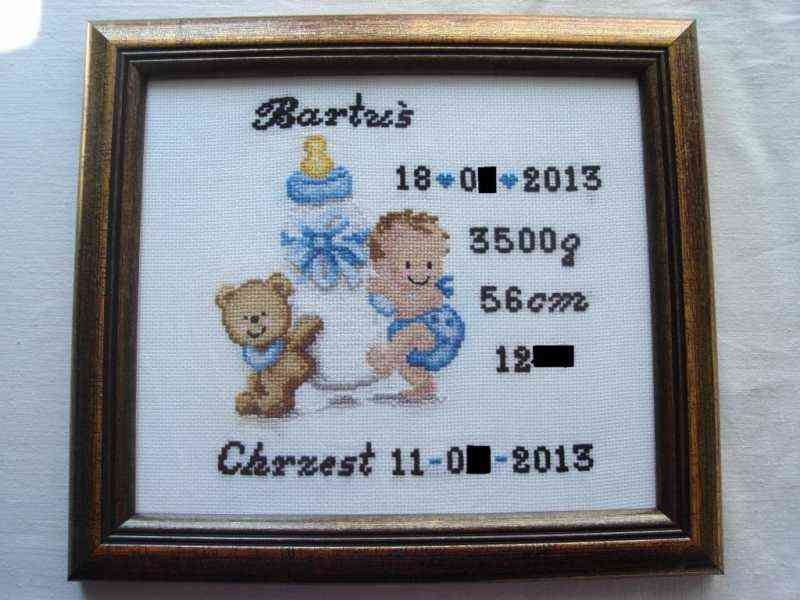 Bartuś
18 0 2013
3500g
56cm
12
Chrzest 11-0 -2013